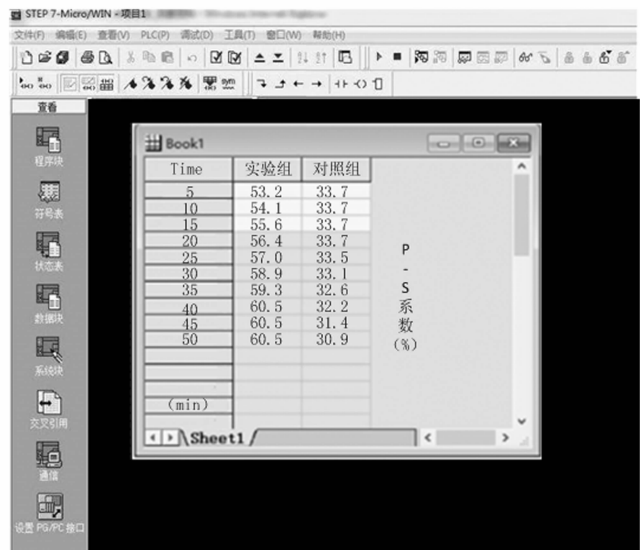 STEP 7-Micro/WIN - 项目1
文件(F) 编辑(E) 查看(V) PLC(P) 调试(D) 工具(T) 窗口(W) 帮助(H)
sym
查看
程序块
符号表
状态表
数据块
系统块
交叉引用
通信
设置 PG/PC 接口
Book1
Time 实验组 对照组
5 53.2 33.7
10 54.1 33.7
15 55.6 33.7
20 56.4 33.7
25 57.0 33.5
30 58.9 33.1
35 59.3 32.6
40 60.5 32.2
45 60.5 31.4
50 60.5 30.9
(min)
P
-
S
系
数
(%)
Sheet1